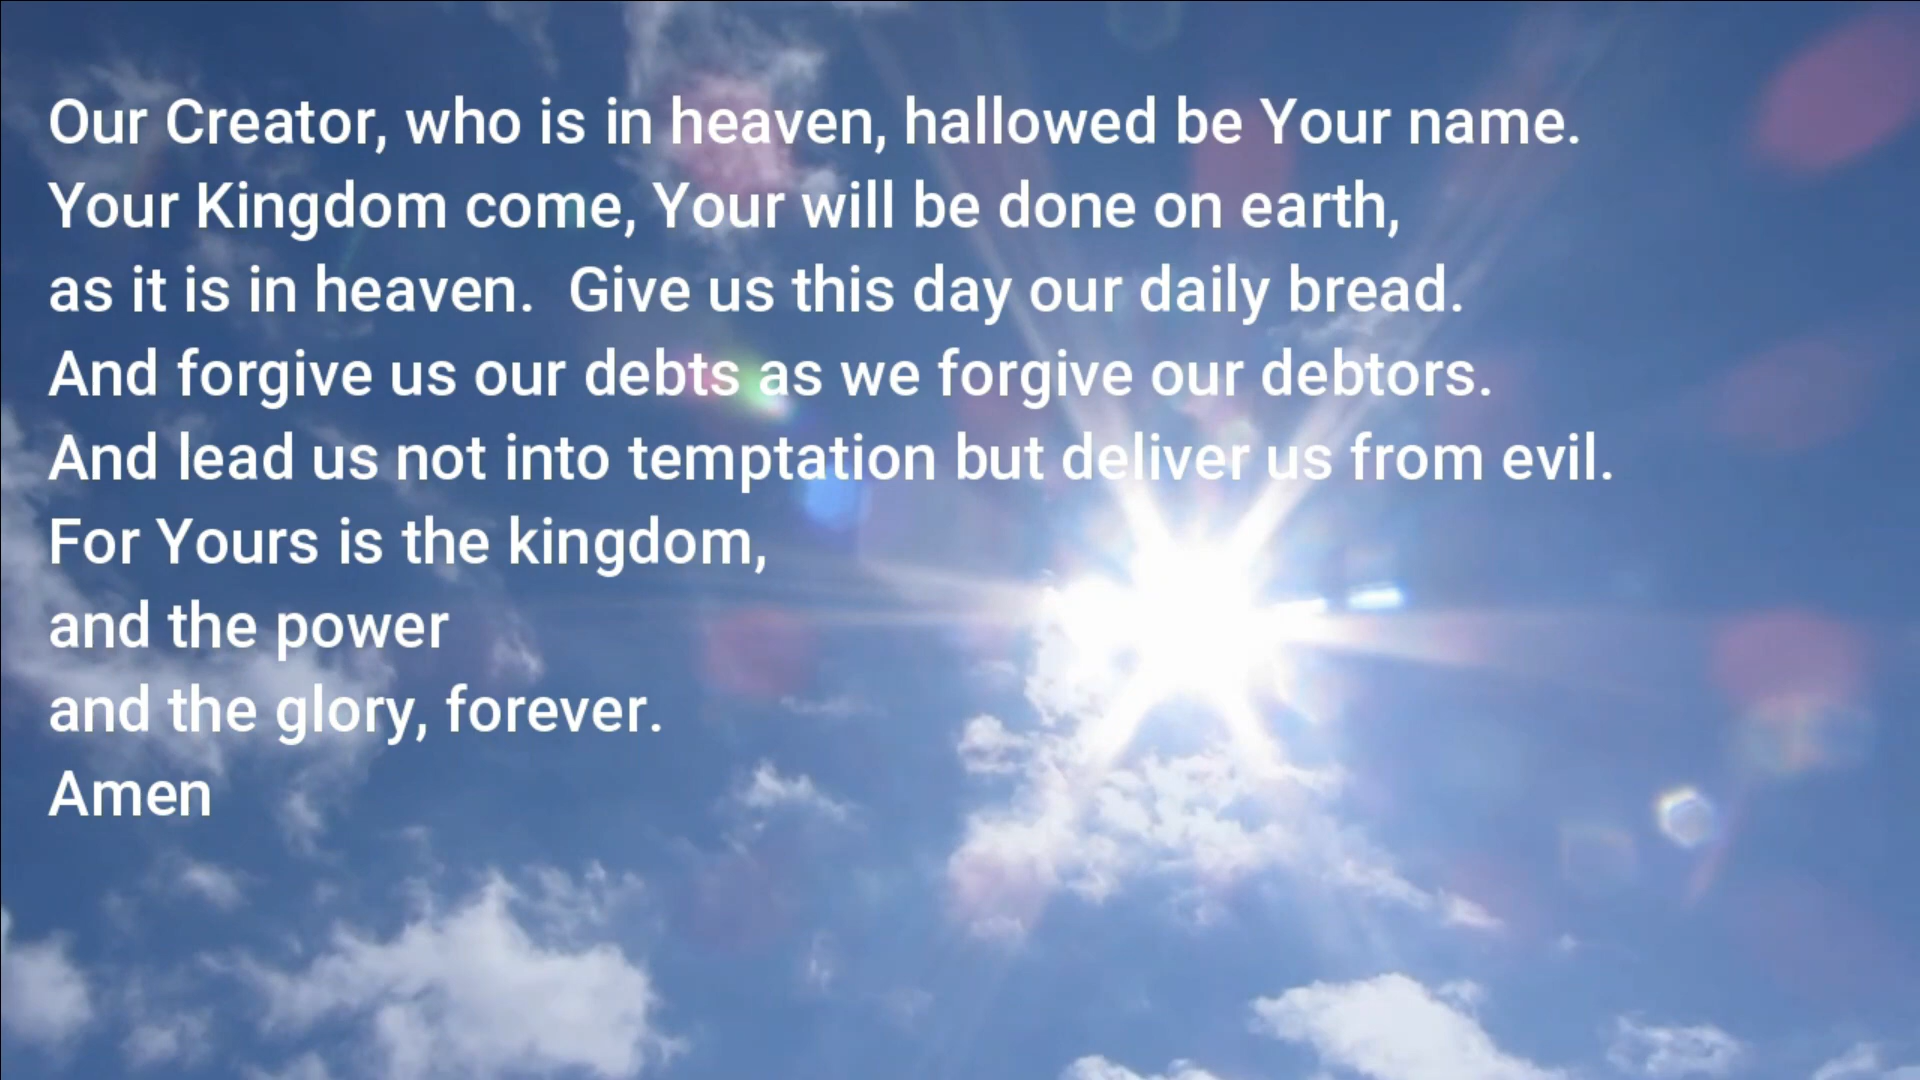 Our Creator, who is in heaven, hallowed be Your name.
Your Kingdom come, Your will be done on earth,
as it is in heaven.  Give us this day our daily bread.
And forgive us our debts as we forgive our debtors.
And lead us not into temptation but deliver us from evil.
For Yours is the kingdom,
and the power
and the glory, forever.
Amen